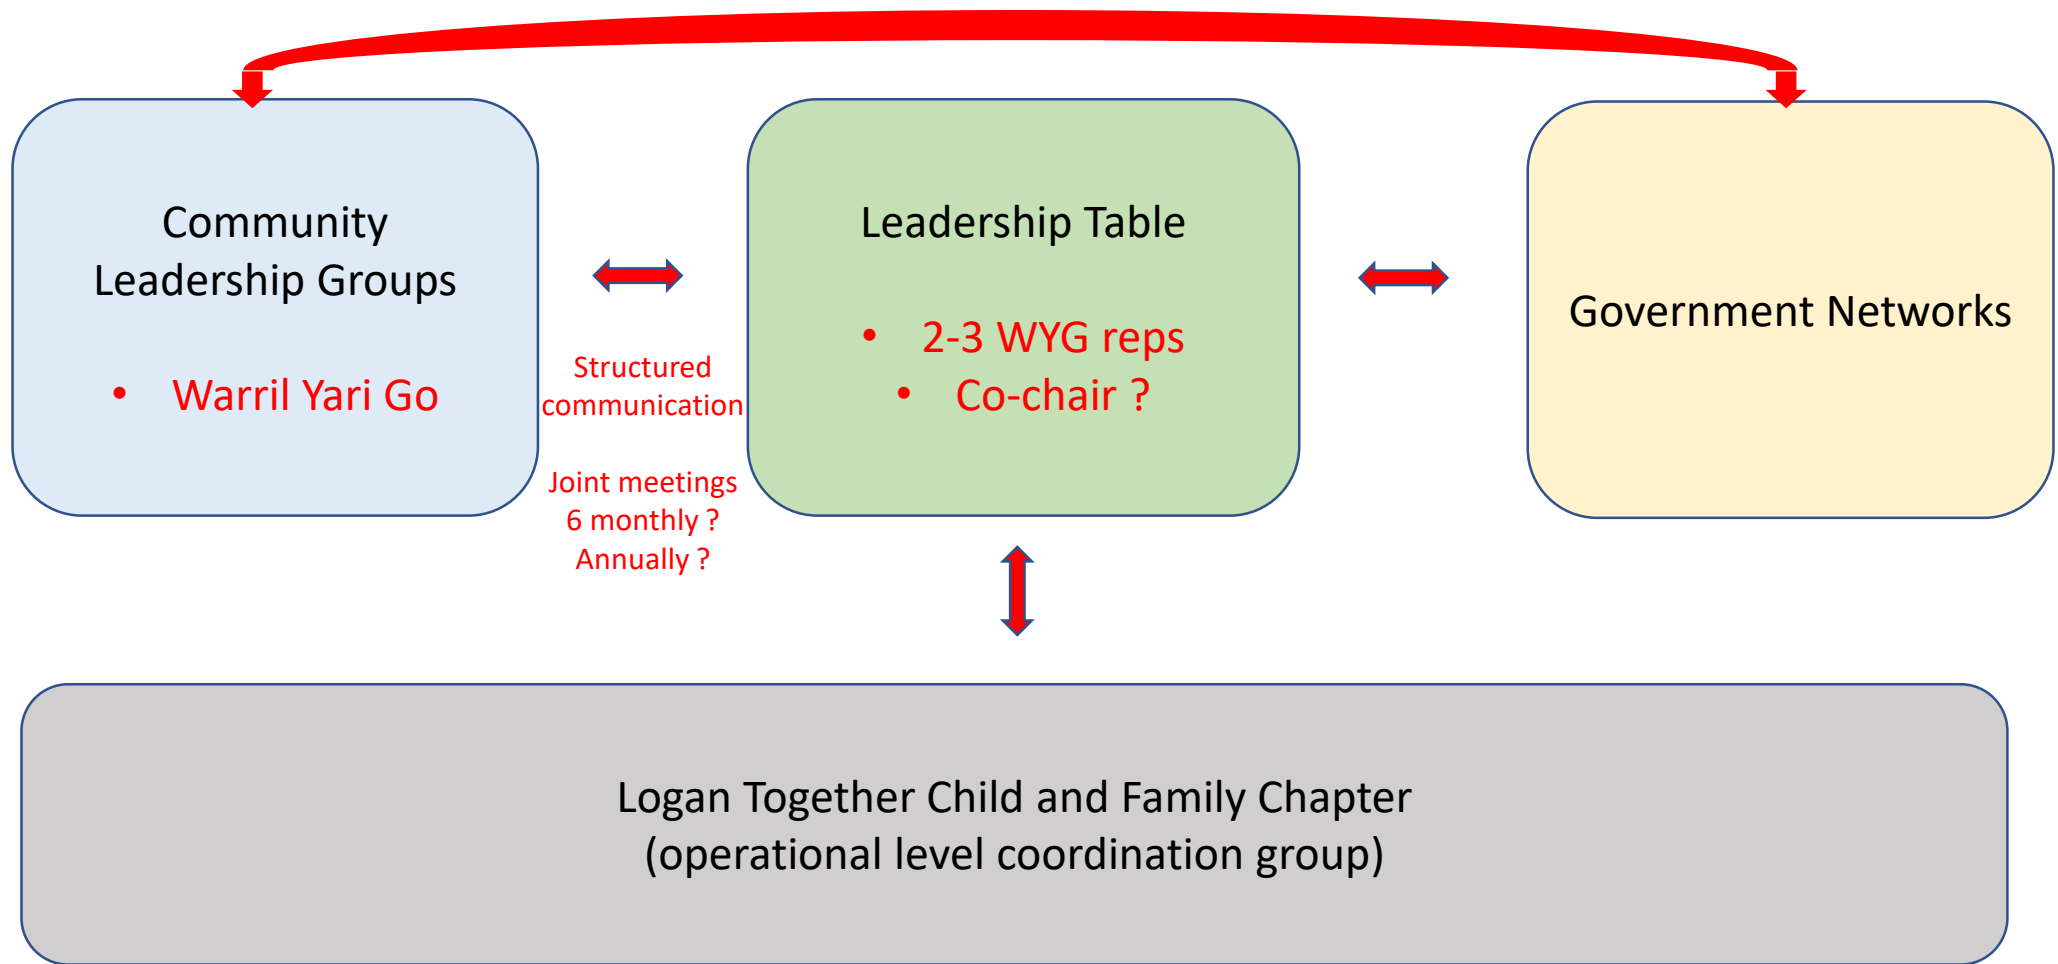 Community
Leadership Groups
• Warril Yari Go
Structured
communication
Joint meetings
6 monthly ?
Annually ?
Leadership Table
• 2-3 WYG reps
• Co-chair ?
Government Networks
Logan Together Child and Family Chapter
(operational level coordination group)